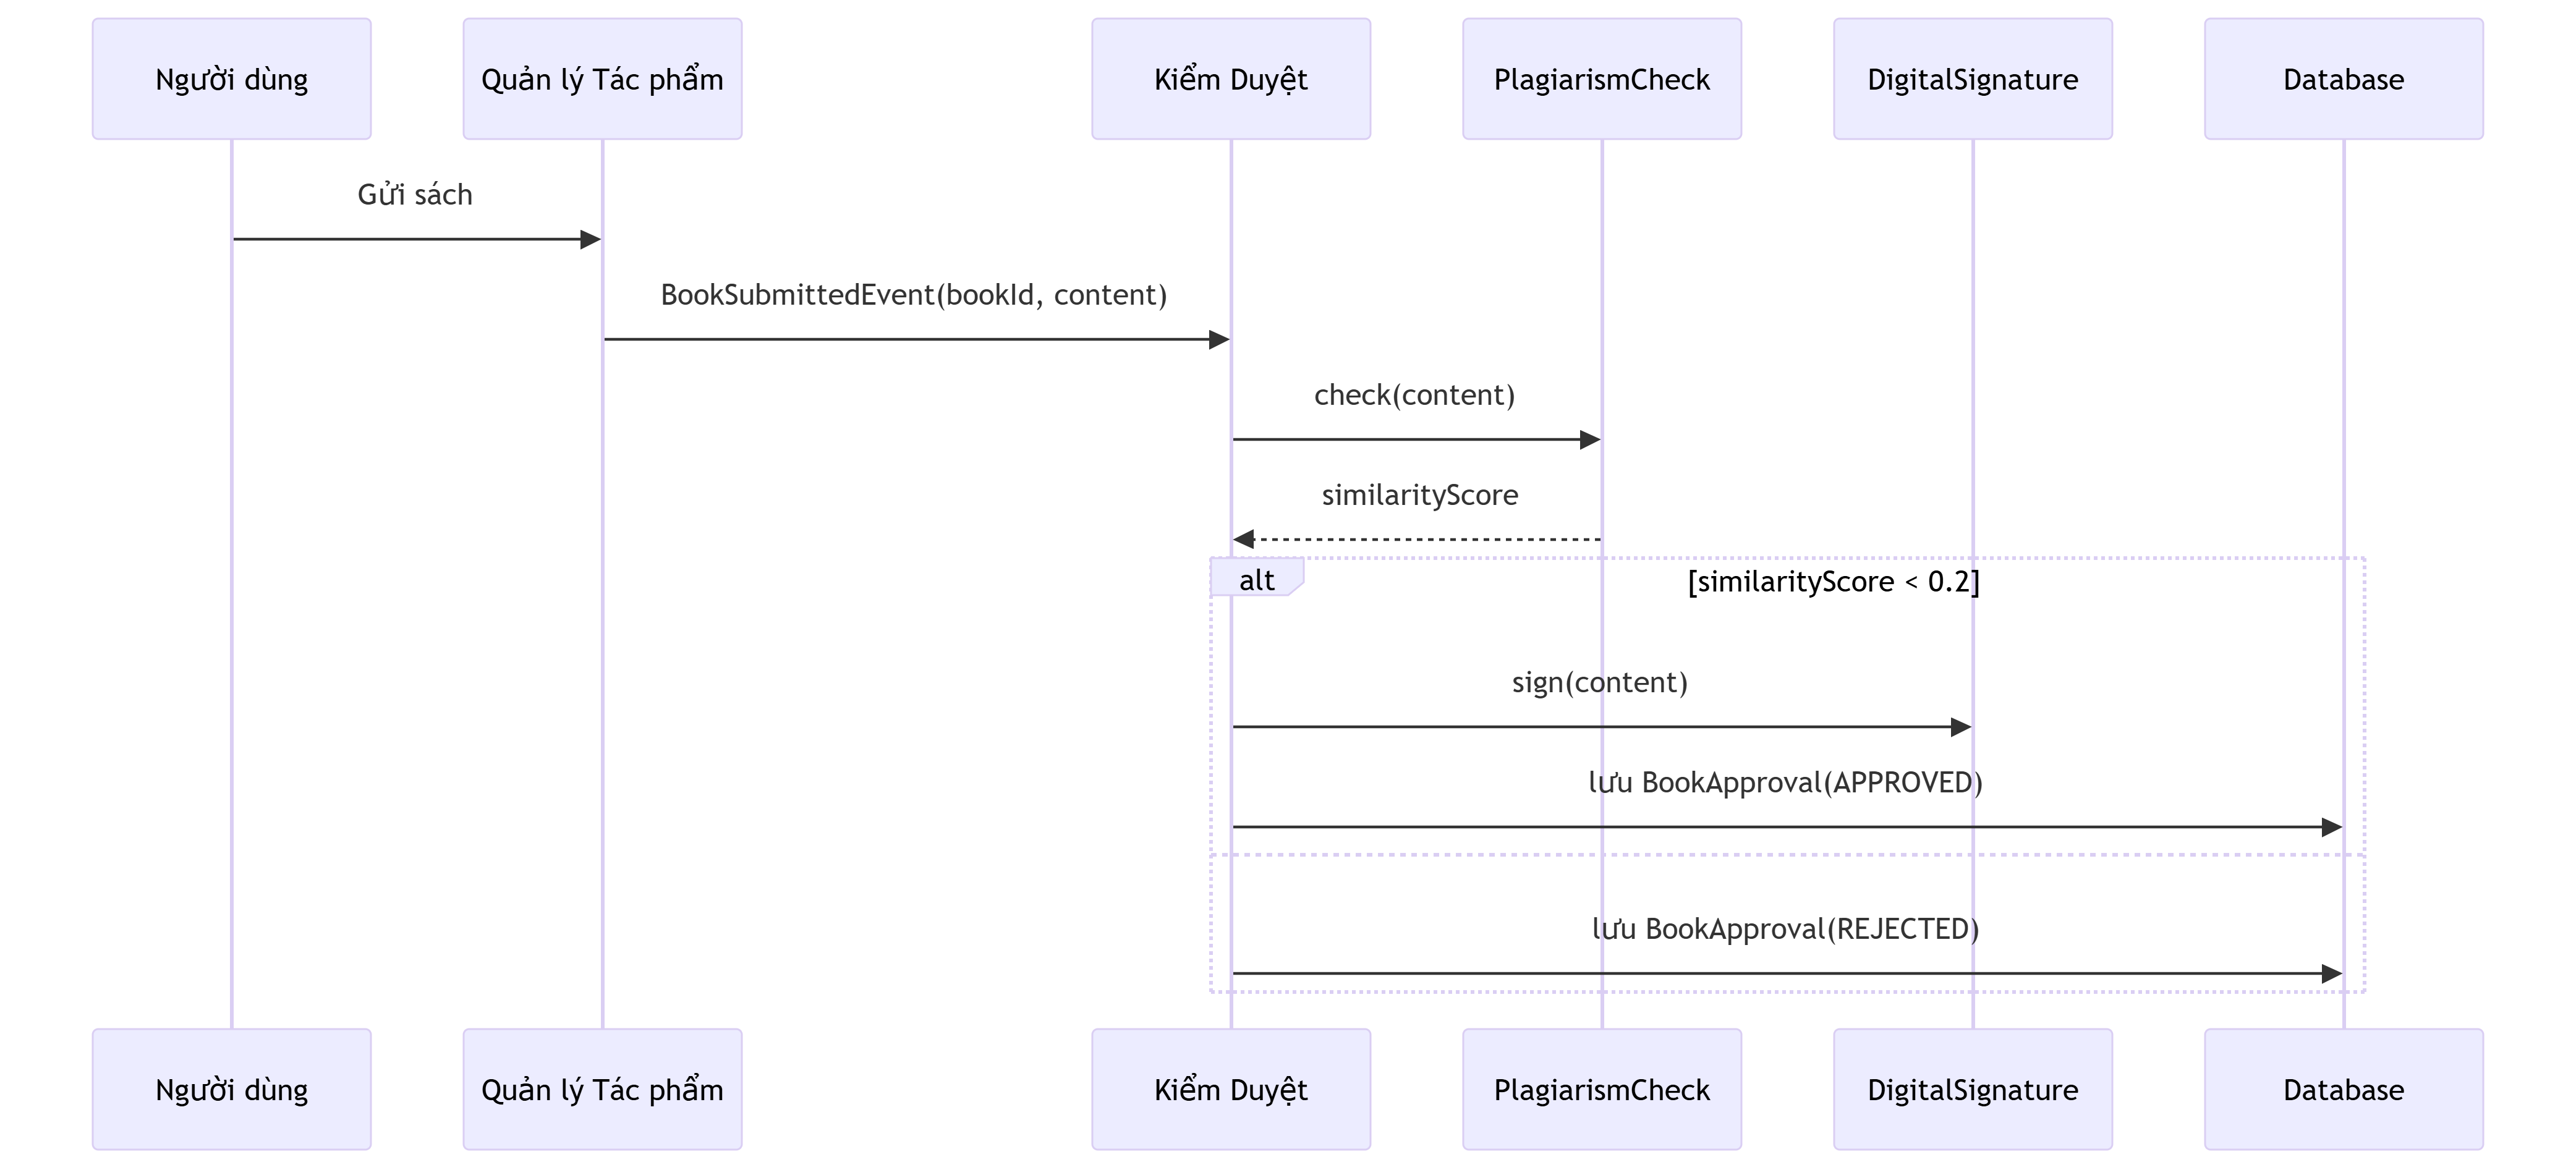 Người dùng
Quản lý Tác phẩm
Kiểm Duyệt
PlagiarismCheck
DigitalSignature
Database
Gửi sách
BookSubmittedEvent(bookId, content)
check(content)
similarityScore
alt
[similarityScore < 0.2]
sign(content)
lưu BookApproval(APPROVED)
lưu BookApproval(REJECTED)
Người dùng
Quản lý Tác phẩm
Kiểm Duyệt
PlagiarismCheck
DigitalSignature
Database